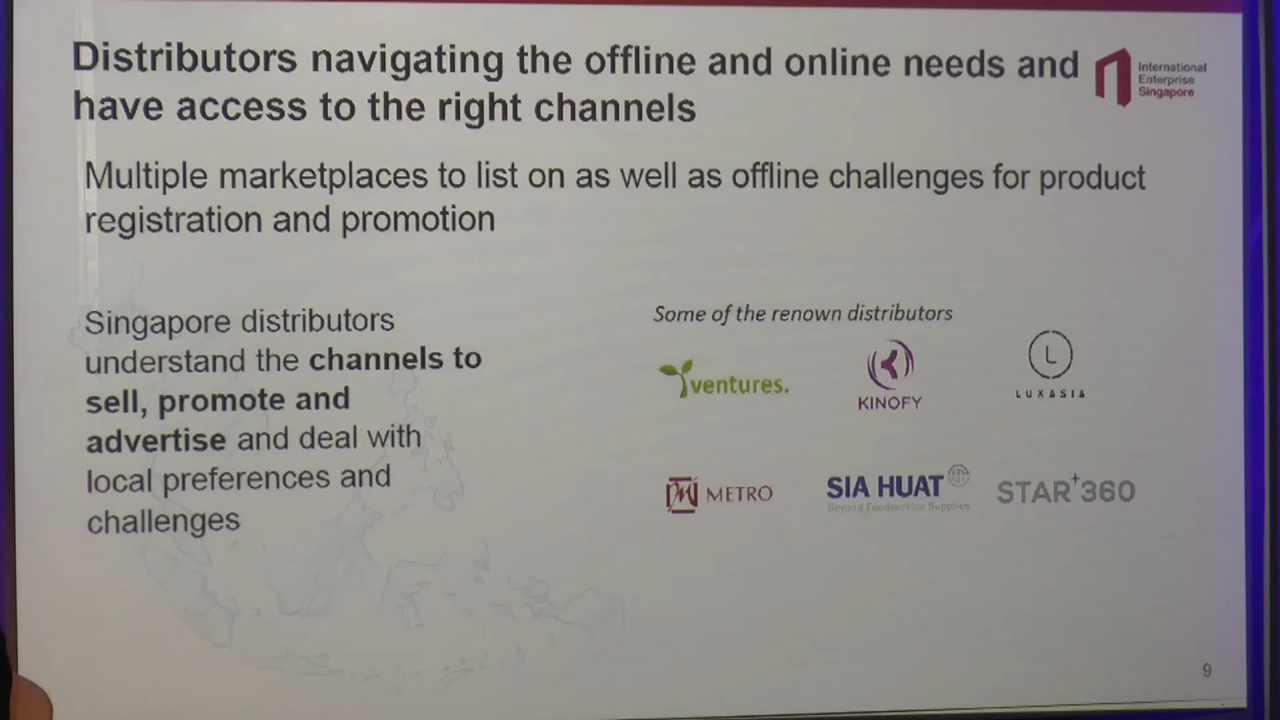 Distributors navigating the offline and online needs and
have access to the right channels
International
Enterprise
Singapore
Multiple marketplaces to list on as well as offline challenges for product
registration and promotion
Singapore distributors
understand the channels to
sell, promote and
advertise and deal with
local preferences and
challenges
Some of the renown distributors
ventures.
KINOFY
L
LUXASIA
METRO
SIA HUAT
Beyond Foodservice Supplies
STAR+360
9